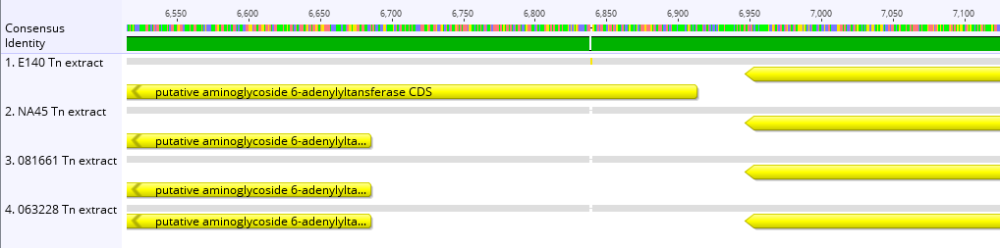 6,550 6,600 6,650 6,700 6,750 6,800 6,850 6,900 6,950 7,000 7,050 7,100
Consensus
Identity
1. E140 Tn extract
putative aminoglycoside 6-adenylyltansferase CDS
2. NA45 Tn extract
putative aminoglycoside 6-adenylylta...
3. 081661 Tn extract
putative aminoglycoside 6-adenylylta...
4. 063228 Tn extract
putative aminoglycoside 6-adenylylta...